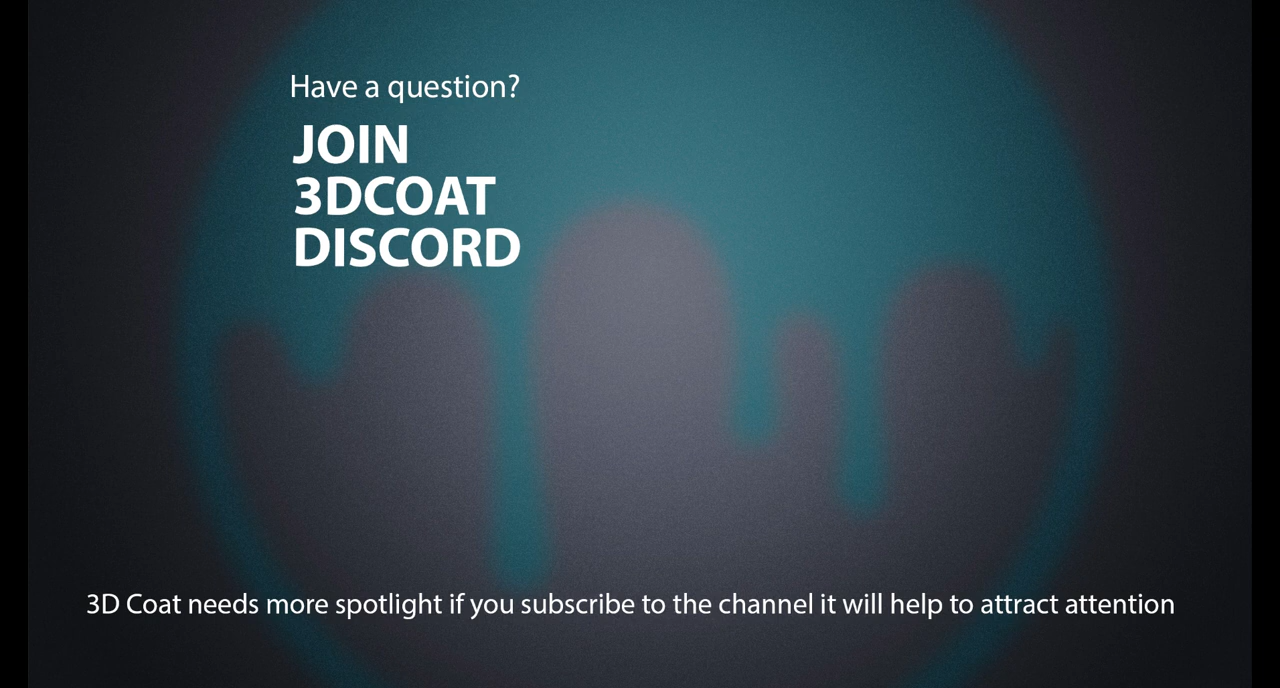 Have a question?
JOIN
3DCOAT
DISCORD
3D Coat needs more spotlight if you subscribe to the channel it will help to attract attention